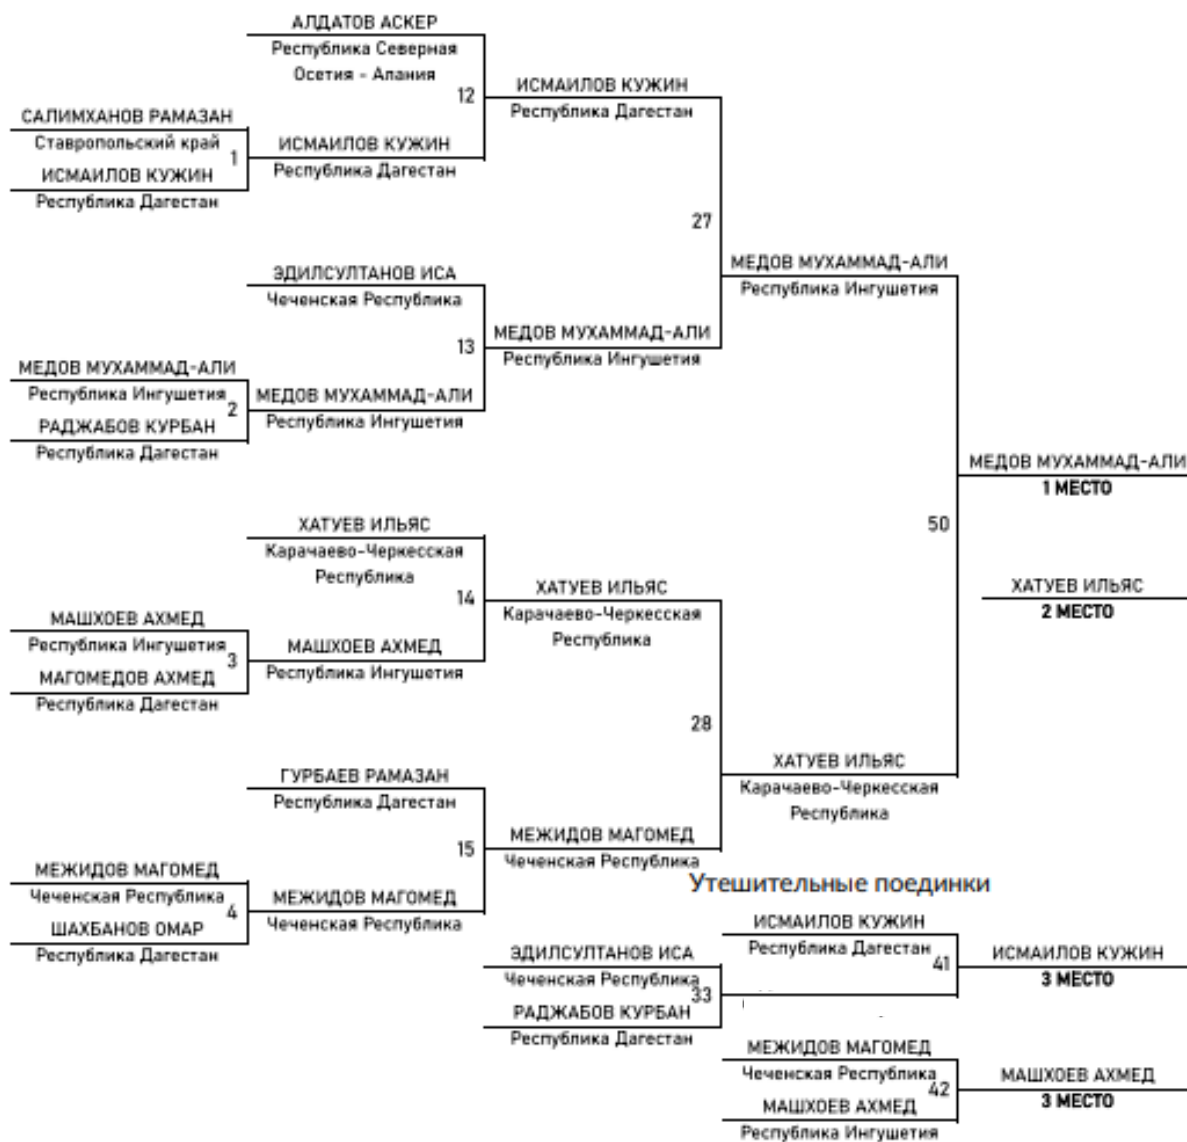 АЛДАТОВ АСКЕР
Республика Северная
Осетия - Алания
12
ИСМАИЛОВ КУЖИН
Республика Дагестан
САЛИМХАНОВ РАМАЗАН
Ставропольский край
1
ИСМАИЛОВ КУЖИН
Республика Дагестан
ИСМАИЛОВ КУЖИН
Республика Дагестан
27
МЕДОВ МУХАММАД-АЛИ
Республика Ингушетия
ЭДИЛСУЛТАНОВ ИСА
Чеченская Республика
13
МЕДОВ МУХАММАД-АЛИ
Республика Ингушетия
МЕДОВ МУХАММАД-АЛИ
Республика Ингушетия
2
МЕДОВ МУХАММАД-АЛИ
Республика Ингушетия
РАДЖАБОВ КУРБАН
Республика Дагестан
МЕДОВ МУХАММАД-АЛИ
1 МЕСТО
50
ХАТУЕВ ИЛЬЯС
2 МЕСТО
ХАТУЕВ ИЛЬЯС
Карачаево-Черкесская
Республика
14
ХАТУЕВ ИЛЬЯС
Карачаево-Черкесская
Республика
МАШХОЕВ АХМЕД
Республика Ингушетия
3
МАШХОЕВ АХМЕД
Республика Ингушетия
МАГОМЕДОВ АХМЕД
Республика Дагестан
28
ХАТУЕВ ИЛЬЯС
Карачаево-Черкесская
Республика
ГУРБАЕВ РАМАЗАН
Республика Дагестан
15
МЕЖИДОВ МАГОМЕД
Чеченская Республика
МЕЖИДОВ МАГОМЕД
Чеченская Республика
4
МЕЖИДОВ МАГОМЕД
Чеченская Республика
ШАХБАНОВ ОМАР
Республика Дагестан
Утешительные поединки
ИСМАИЛОВ КУЖИН
Республика Дагестан
41
ИСМАИЛОВ КУЖИН
3 МЕСТО
ЭДИЛСУЛТАНОВ ИСА
Чеченская Республика
33
РАДЖАБОВ КУРБАН
Республика Дагестан
МЕЖИДОВ МАГОМЕД
Чеченская Республика
42
МАШХОЕВ АХМЕД
3 МЕСТО
МАШХОЕВ АХМЕД
Республика Ингушетия